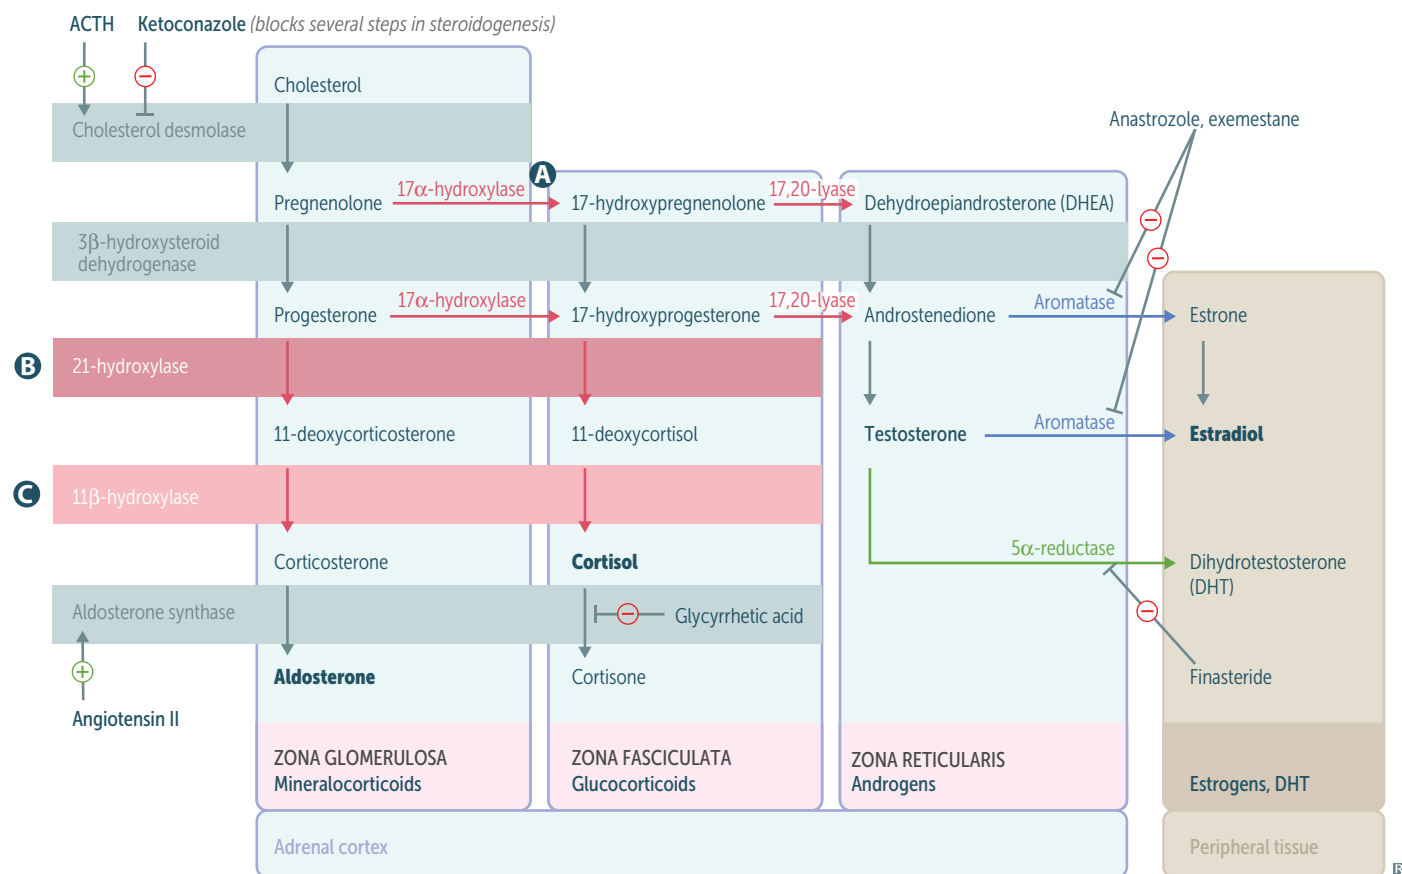 ACTH
Ketoconazole (blocks several steps in steroidogenesis)
Cholesterol
Cholesterol desmolase
Anastrozole, exemestane
A
17α-hydroxylase
17,20-lyase
Pregnenolone
17-hydroxypregnenolone
Dehydroepiandrosterone (DHEA)
3β-hydroxysteroid
dehydrogenase
17α-hydroxylase
17,20-lyase
Aromatase
Progesterone
17-hydroxyprogesterone
Androstenedione
Estrone
B
21-hydroxylase
11-deoxycorticosterone
11-deoxycortisol
Testosterone
Aromatase
Estradiol
C
11β-hydroxylase
5α-reductase
Corticosterone
Cortisol
Dihydrotestosterone
(DHT)
Aldosterone synthase
Glycyrrhetic acid
Aldosterone
Cortisone
Finasteride
Angiotensin II
ZONA GLOMERULOSA
Mineralocorticoids
ZONA FASCICULATA
Glucocorticoids
ZONA RETICULARIS
Androgens
Estrogens, DHT
Adrenal cortex
Peripheral tissue